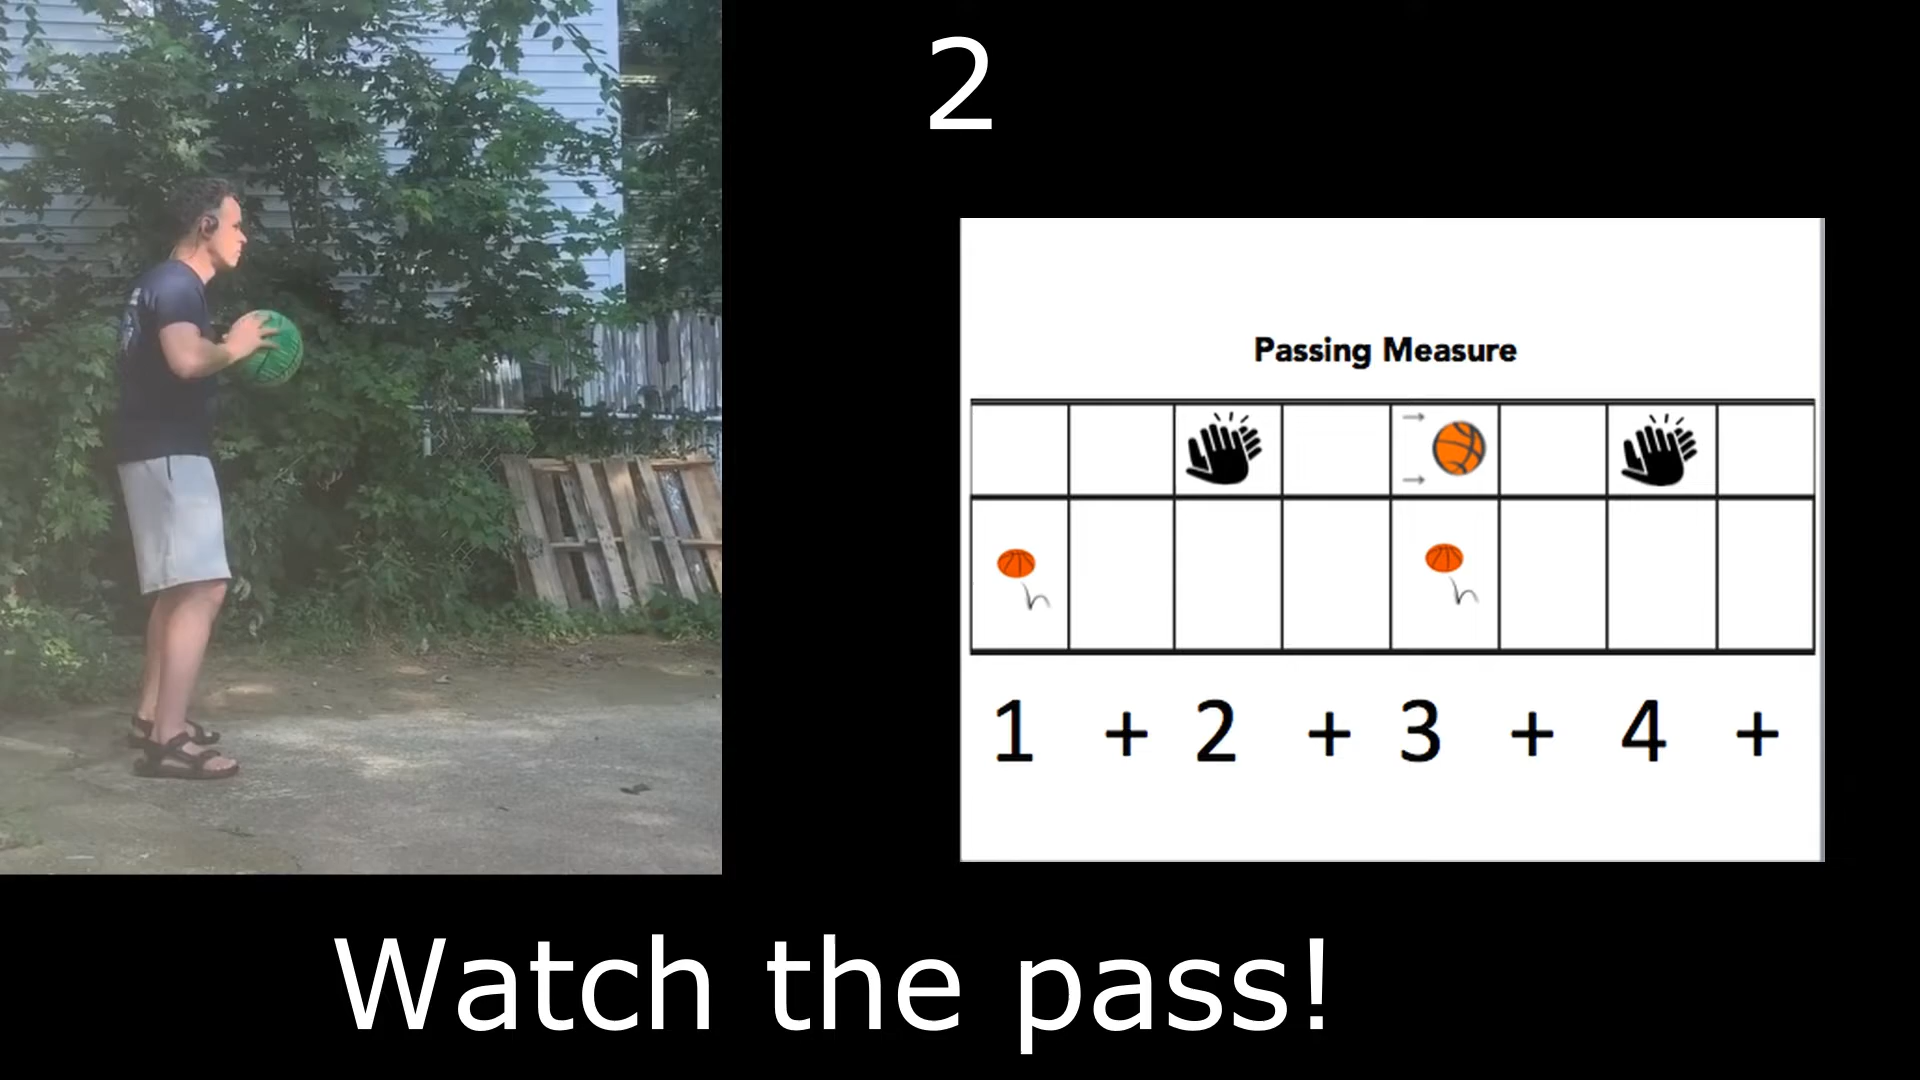 2
Passing Measure
1 + 2 + 3 + 4 +
Watch the pass!